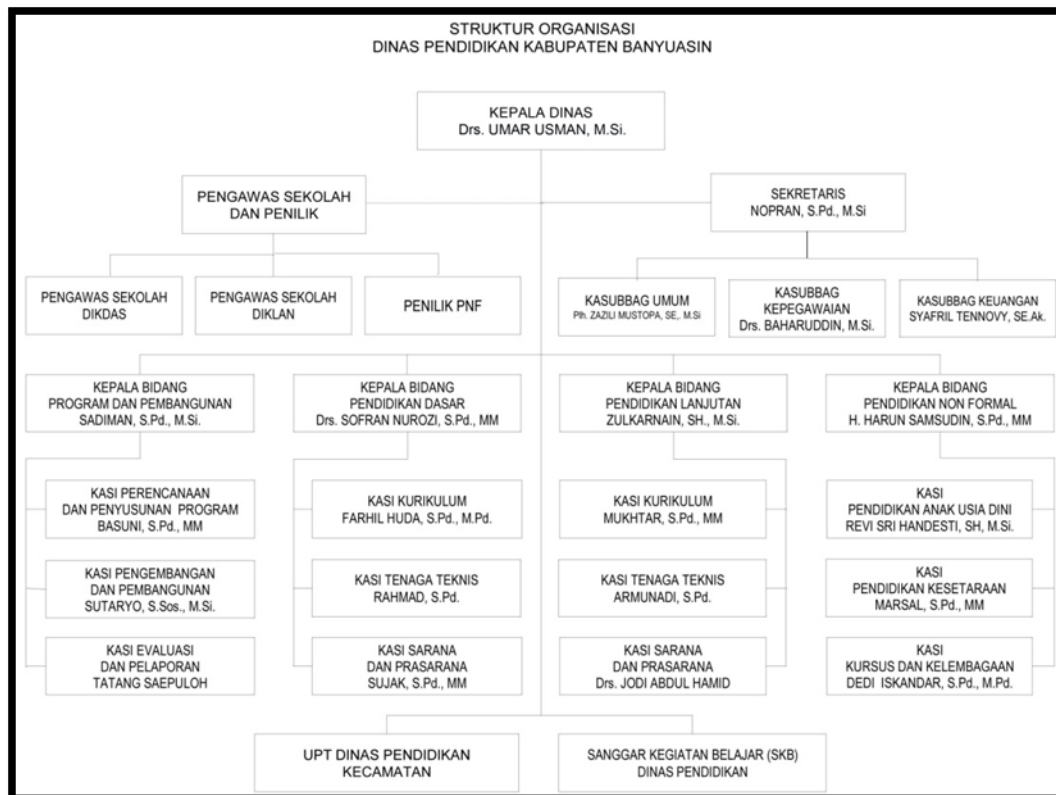 STRUKTUR ORGANISASI
DINAS PENDIDIKAN KABUPATEN BANYUASIN
KEPALA DINAS
Drs. UMAR USMAN, M.Si.
PENGAWAS SEKOLAH
DAN PENILIK
SEKRETARIS
NOPRAN, S.Pd., M.Si
PENGAWAS SEKOLAH
DIKDAS
PENGAWAS SEKOLAH
DIKLAN
PENILIK PNF
KASUBBAG UMUM
Plh. ZAZILI MUSTOPA, SE,. M.Si
KASUBBAG
KEPEGAWAIAN
Drs. BAHARUDDIN, M.Si.
KASUBBAG KEUANGAN
SYAFRIL TENNOVY, SE.Ak.
KEPALA BIDANG
PROGRAM DAN PEMBANGUNAN
SADIMAN, S.Pd., M.Si.
KEPALA BIDANG
PENDIDIKAN DASAR
Drs. SOFRAN NUROZI, S.Pd., MM
KEPALA BIDANG
PENDIDIKAN LANJUTAN
ZULKARNAIN, SH., M.Si.
KEPALA BIDANG
PENDIDIKAN NON FORMAL
H. HARUN SAMSUDIN, S.Pd., MM
KASI PERENCANAAN
DAN PENYUSUNAN PROGRAM
BASUNI, S.Pd., MM
KASI KURIKULUM
FARHIL HUDA, S.Pd., M.Pd.
KASI KURIKULUM
MUKHTAR, S.Pd., MM
KASI
PENDIDIKAN ANAK USIA DINI
REVI SRI HANDESTI, SH, M.Si.
KASI PENGEMBANGAN
DAN PEMBANGUNAN
SUTARYO, S.Sos., M.Si.
KASI TENAGA TEKNIS
RAHMAD, S.Pd.
KASI TENAGA TEKNIS
ARMUNADI, S.Pd.
KASI
PENDIDIKAN KESETARAAN
MARSAL, S.Pd., MM
KASI EVALUASI
DAN PELAPORAN
TATANG SAEPULOH
KASI SARANA
DAN PRASARANA
SUJAK, S.Pd., MM
KASI SARANA
DAN PRASARANA
Drs. JODI ABDUL HAMID
KASI
KURSUS DAN KELEMBAGAAN
DEDI ISKANDAR, S.Pd., M.Pd.
UPT DINAS PENDIDIKAN
KECAMATAN
SANGGAR KEGIATAN BELAJAR (SKB)
DINAS PENDIDIKAN